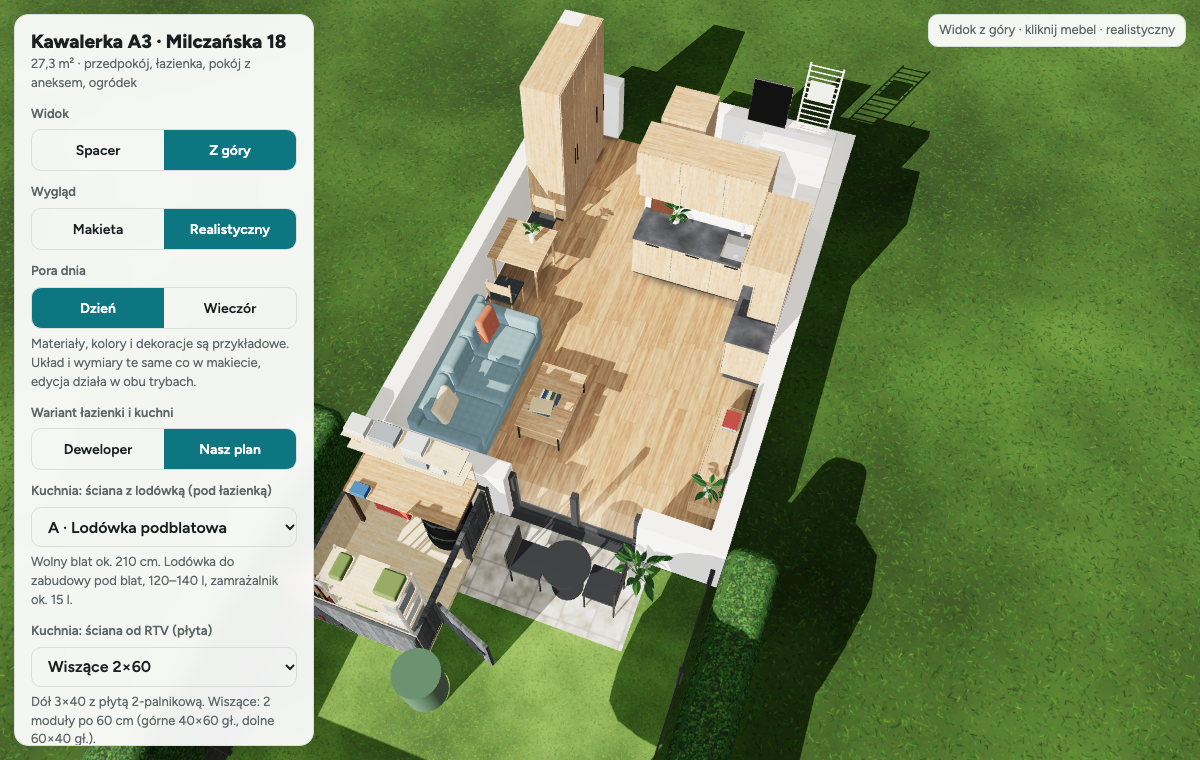 Kawalerka A3 · Milczańska 18
27,3 m² · przedpokój, łazienka, pokój z
aneksem, ogródek
Widok
Spacer
Z góry
Wygląd
Makieta
Realistyczny
Pora dnia
Dzień
Wieczór
Materiały, kolory i dekoracje są przykładowe.
Układ i wymiary te same co w makiecie,
edycja działa w obu trybach.
Wariant łazienki i kuchni
Deweloper
Nasz plan
Kuchnia: ściana z lodówką (pod łazienką)
A · Lodówka podblatowa
Wolny blat ok. 210 cm. Lodówka do
zabudowy pod blat, 120–140 l, zamrażalnik
ok. 15 l.
Kuchnia: ściana od RTV (płyta)
Wiszące 2×60
Dół 3×40 z płytą 2-palnikową. Wiszące: 2
moduły po 60 cm (górne 40×60 gł., dolne
60×40 gł.).
Widok z góry · kliknij mebel · realistyczny